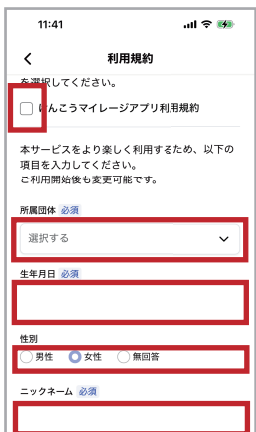 11:41
利用規約
を選択してください。
けんこうマイレージアプリ利用規約
本サービスをより楽しく利用するため、以下の
項目を入力してください。
ご利用開始後も変更可能です。
所属団体 必須
選択する
生年月日 必須
性別
男性 女性 無回答
ニックネーム 必須